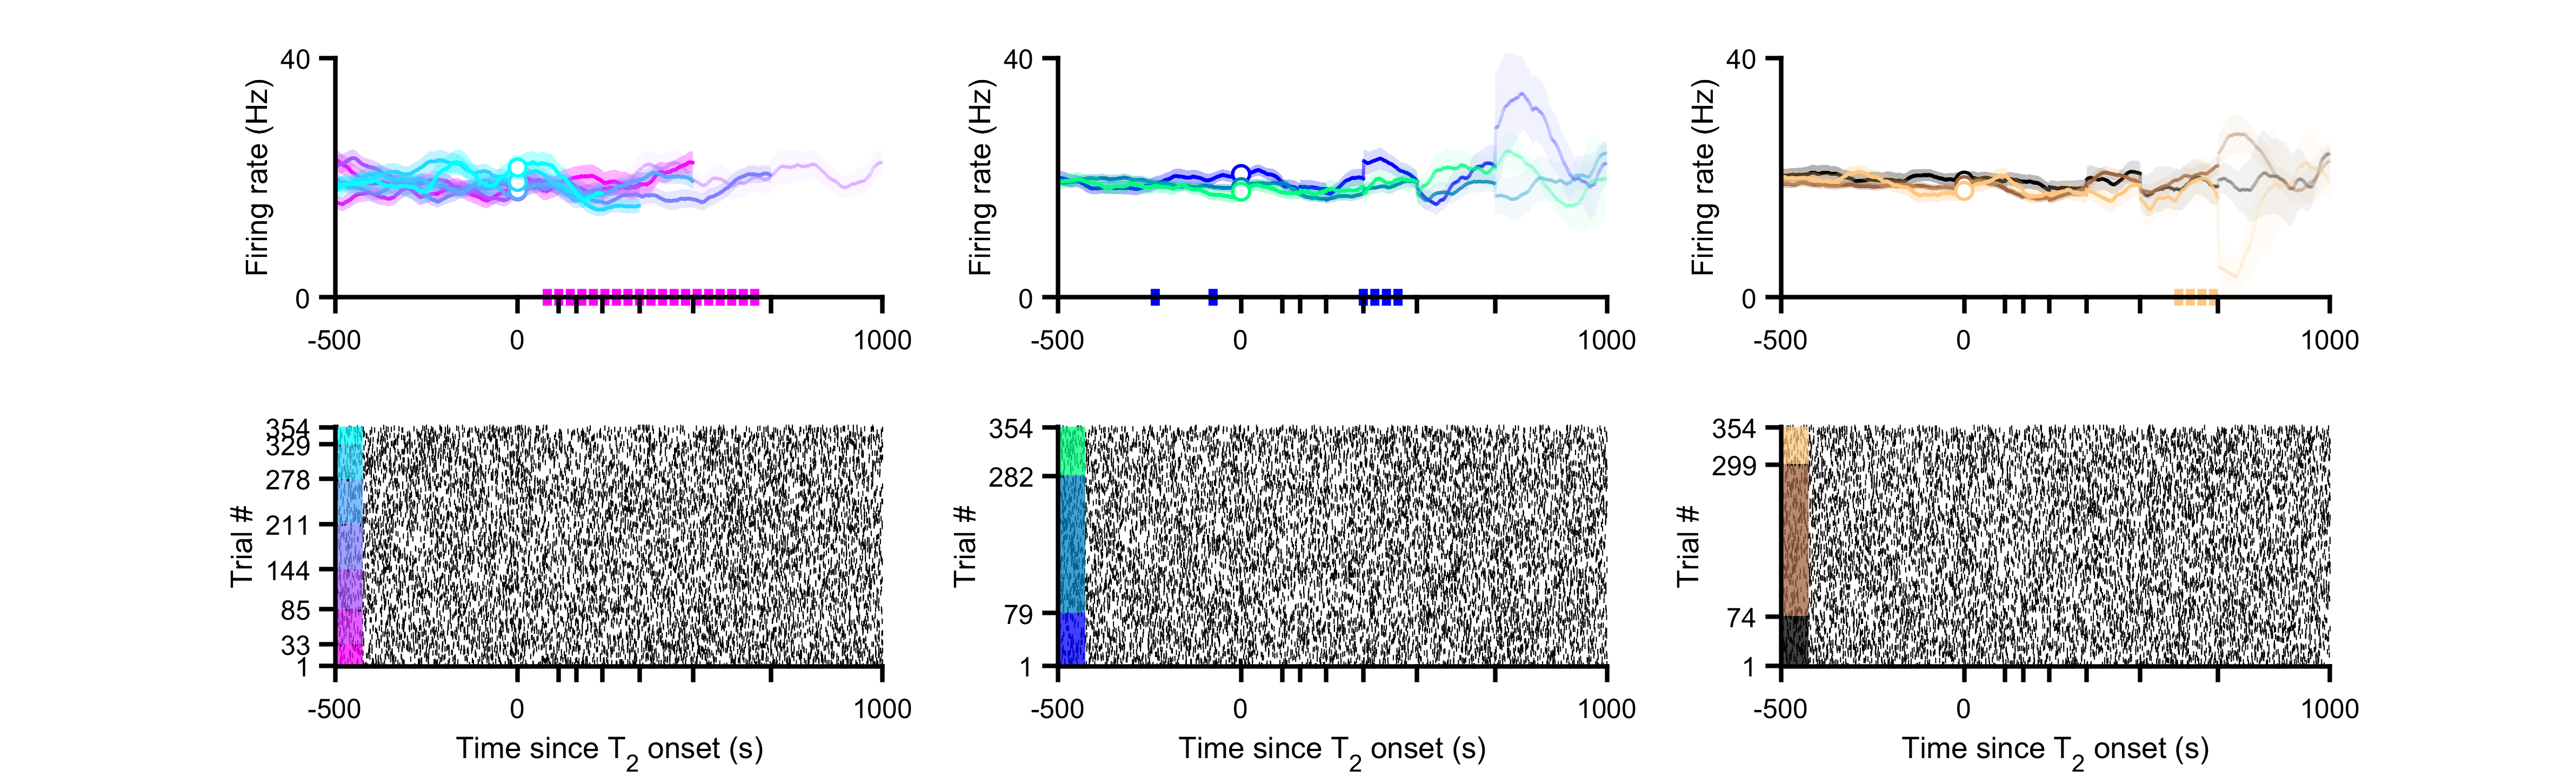 40
Firing rate (Hz)
0
-500 0 1000
40
Firing rate (Hz)
0
-500 0 1000
40
Firing rate (Hz)
0
-500 0 1000
354
329
278
211
144
85
33
1
Trial #
-500 0 1000
Time since T2 onset (s)
354
282
79
1
Trial #
-500 0 1000
Time since T2 onset (s)
354
299
74
1
Trial #
-500 0 1000
Time since T2 onset (s)